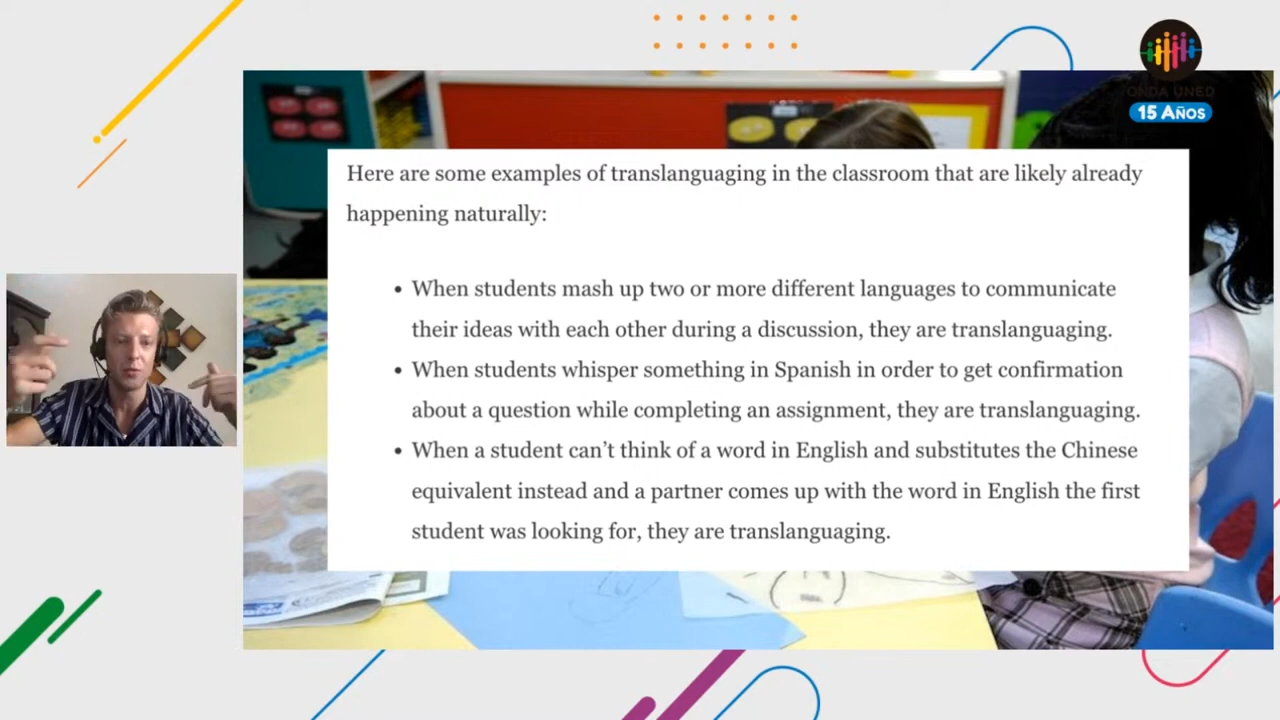 ONDA UNED
15 AÑOS
Here are some examples of translanguaging in the classroom that are likely already
happening naturally:
• When students mash up two or more different languages to communicate
their ideas with each other during a discussion, they are translanguaging.
• When students whisper something in Spanish in order to get confirmation
about a question while completing an assignment, they are translanguaging.
• When a student can’t think of a word in English and substitutes the Chinese
equivalent instead and a partner comes up with the word in English the first
student was looking for, they are translanguaging.